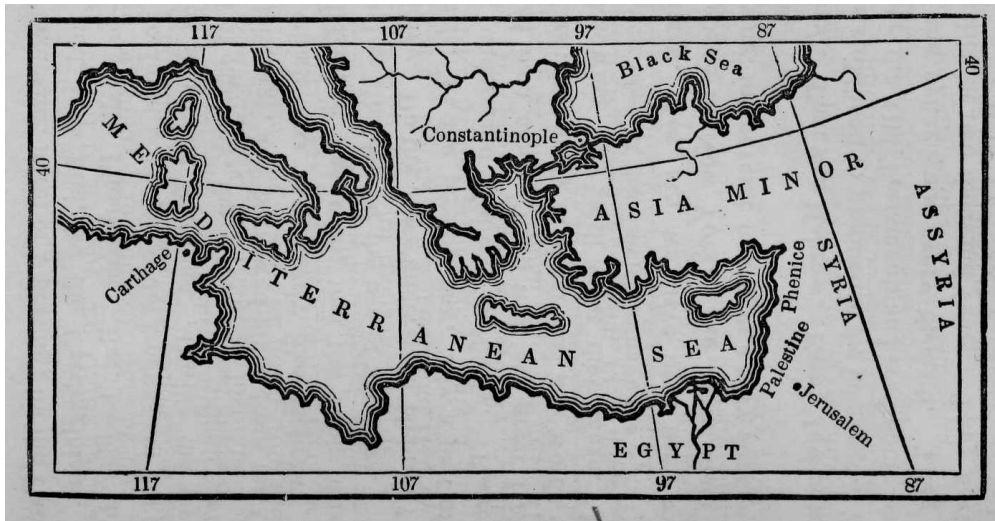 117 107 97 87
40
40
Black Sea
Constantinople
MEDITERRANEAN SEA
ASIA MINOR
ASSYRIA
SYRIA
Phenice
Carthage
Palestine
Jerusalem
EGYPT
117 107 97 87